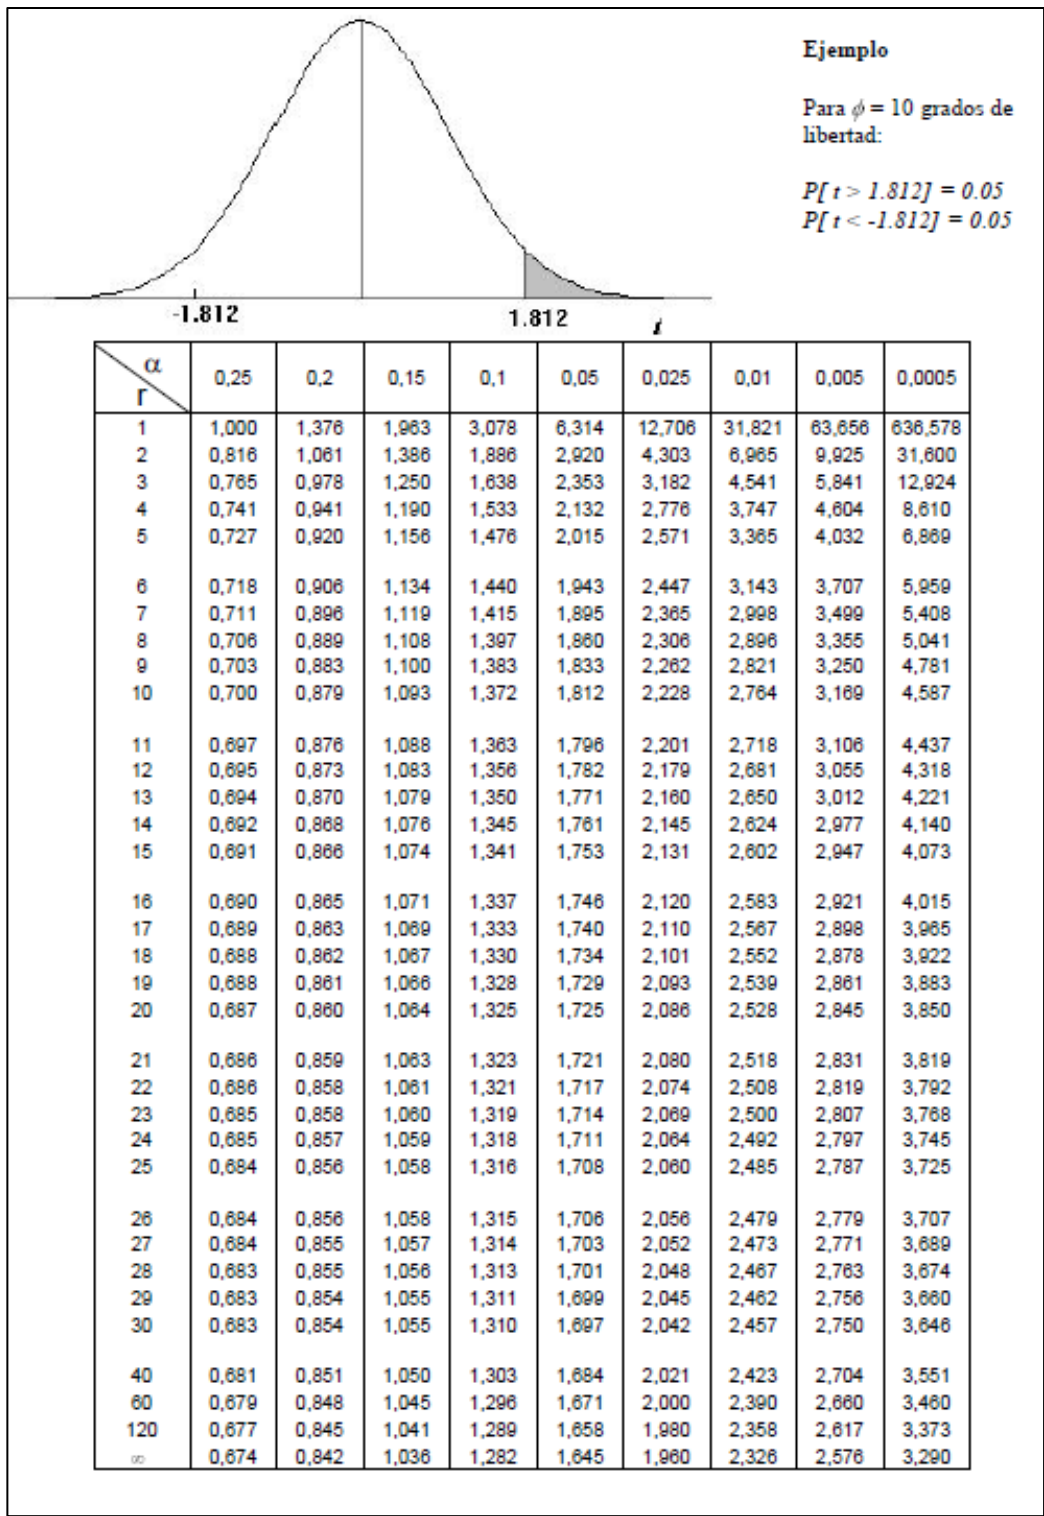 Ejemplo
Para ϕ = 10 grados de
libertad:
P[ t > 1.812] = 0.05
P[ t < -1.812] = 0.05
-1.812 1.812 t
α 0,25 0,2 0,15 0,1 0,05 0,025 0,01 0,005 0,0005
r
1 1,000 1,376 1,963 3,078 6,314 12,706 31,821 63,656 636,578
2 0,816 1,061 1,386 1,886 2,920 4,303 6,965 9,925 31,600
3 0,765 0,978 1,250 1,638 2,353 3,182 4,541 5,841 12,924
4 0,741 0,941 1,190 1,533 2,132 2,776 3,747 4,604 8,610
5 0,727 0,920 1,156 1,476 2,015 2,571 3,365 4,032 6,869
6 0,718 0,906 1,134 1,440 1,943 2,447 3,143 3,707 5,959
7 0,711 0,896 1,119 1,415 1,895 2,365 2,998 3,499 5,408
8 0,706 0,889 1,108 1,397 1,860 2,306 2,896 3,355 5,041
9 0,703 0,883 1,100 1,383 1,833 2,262 2,821 3,250 4,781
10 0,700 0,879 1,093 1,372 1,812 2,228 2,764 3,169 4,587
11 0,697 0,876 1,088 1,363 1,796 2,201 2,718 3,106 4,437
12 0,695 0,873 1,083 1,356 1,782 2,179 2,681 3,055 4,318
13 0,694 0,870 1,079 1,350 1,771 2,160 2,650 3,012 4,221
14 0,692 0,868 1,076 1,345 1,761 2,145 2,624 2,977 4,140
15 0,691 0,866 1,074 1,341 1,753 2,131 2,602 2,947 4,073
16 0,690 0,865 1,071 1,337 1,746 2,120 2,583 2,921 4,015
17 0,689 0,863 1,069 1,333 1,740 2,110 2,567 2,898 3,965
18 0,688 0,862 1,067 1,330 1,734 2,101 2,552 2,878 3,922
19 0,688 0,861 1,066 1,328 1,729 2,093 2,539 2,861 3,883
20 0,687 0,860 1,064 1,325 1,725 2,086 2,528 2,845 3,850
21 0,686 0,859 1,063 1,323 1,721 2,080 2,518 2,831 3,819
22 0,686 0,858 1,061 1,321 1,717 2,074 2,508 2,819 3,792
23 0,685 0,858 1,060 1,319 1,714 2,069 2,500 2,807 3,768
24 0,685 0,857 1,059 1,318 1,711 2,064 2,492 2,797 3,745
25 0,684 0,856 1,058 1,316 1,708 2,060 2,485 2,787 3,725
26 0,684 0,856 1,058 1,315 1,706 2,056 2,479 2,779 3,707
27 0,684 0,855 1,057 1,314 1,703 2,052 2,473 2,771 3,689
28 0,683 0,855 1,056 1,313 1,701 2,048 2,467 2,763 3,674
29 0,683 0,854 1,055 1,311 1,699 2,045 2,462 2,756 3,660
30 0,683 0,854 1,055 1,310 1,697 2,042 2,457 2,750 3,646
40 0,681 0,851 1,050 1,303 1,684 2,021 2,423 2,704 3,551
60 0,679 0,848 1,045 1,296 1,671 2,000 2,390 2,660 3,460
120 0,677 0,845 1,041 1,289 1,658 1,980 2,358 2,617 3,373
∞ 0,674 0,842 1,036 1,282 1,645 1,960 2,326 2,576 3,290